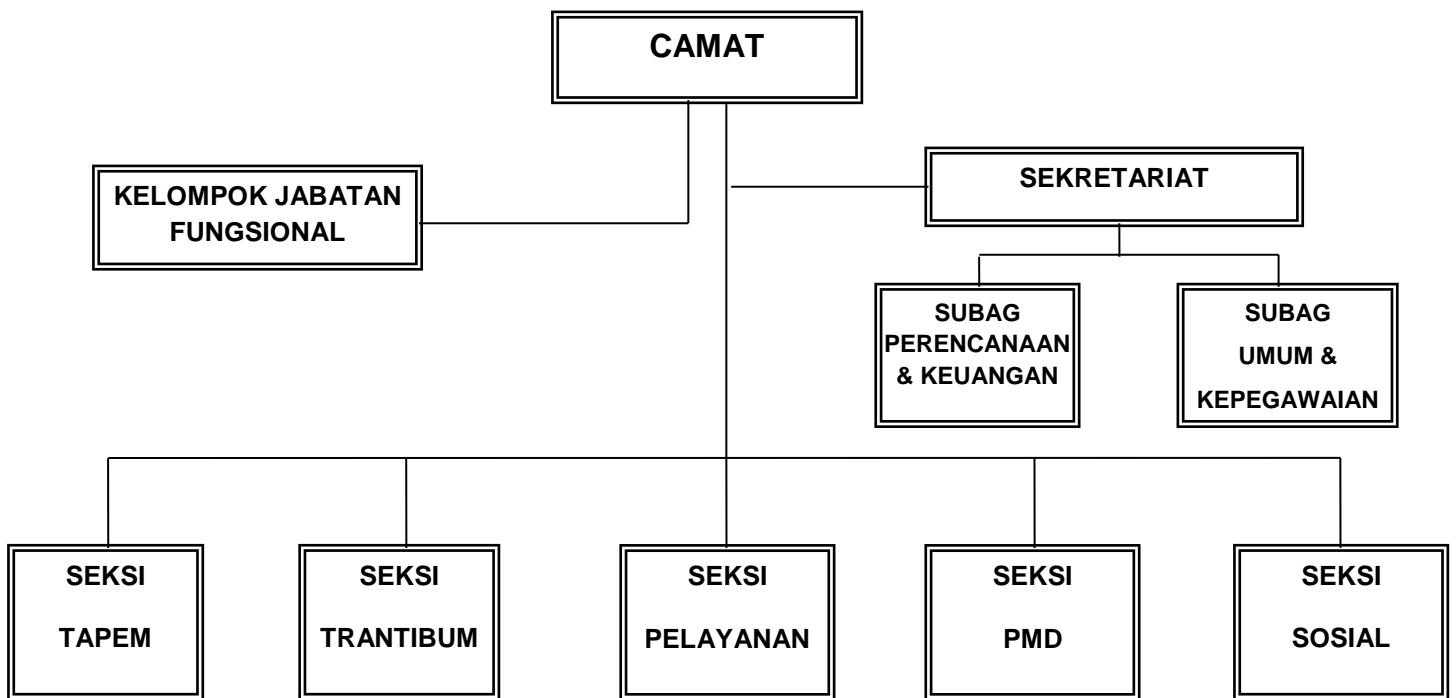 CAMAT
KELOMPOK JABATAN
FUNGSIONAL
SEKRETARIAT
SUBAG
PERENCANAAN
& KEUANGAN
SUBAG
UMUM &
KEPEGAWAIAN
SEKSI
TAPEM
SEKSI
TRANTIBUM
SEKSI
PELAYANAN
SEKSI
PMD
SEKSI
SOSIAL